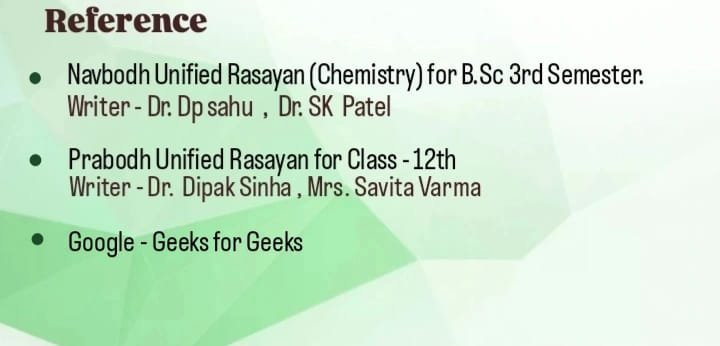 Reference
• Navbodh Unified Rasayan (Chemistry) for B.Sc 3rd Semester.
Writer - Dr. Dp sahu , Dr. SK Patel
• Prabodh Unified Rasayan for Class - 12th
Writer - Dr. Dipak Sinha , Mrs. Savita Varma
• Google - Geeks for Geeks